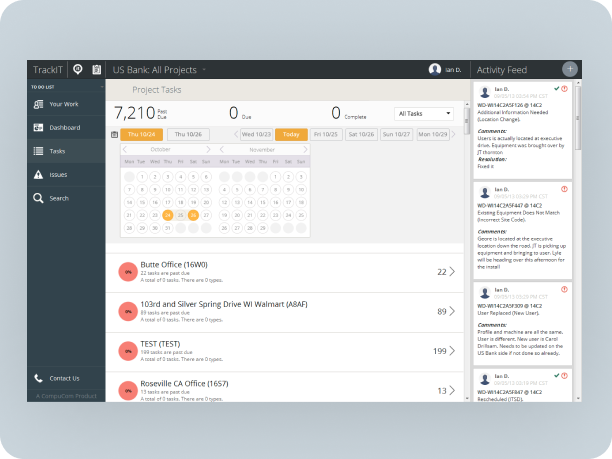 TrackIT
US Bank: All Projects
Ian D.
Activity Feed
TO DO LIST
Your Work
Dashboard
Tasks
Issues
Search
Contact Us
A CompuCom Product
Project Tasks
7,210 Past Due
0 Due
0 Complete
All Tasks
Thu 10/24
Thu 10/26
Wed 10/23
Today
Fri 10/25
Sat 10/26
Sun 10/27
Mon 10/29
October
Mon Tue Wed Thu Fri Sat Sun
1 2 3 4 5 6
7 8 9 10 11 12 13
14 15 16 17 18 19 20
21 22 23 24 25 26 27
28 29 30 31
November
Mon Tue Wed Thu Fri Sat Sun
1 2 3
4 5 6 7 8 9 10
11 12 13 14 15 16 17
18 19 20 21 22 23 24 25
26 27 28 29 30
0%
Butte Office (16W0)
22 tasks are past due
A total of 0 tasks. There are 0 types.
22
0%
103rd and Silver Spring Drive WI Walmart (A8AF)
89 tasks are past due
A total of 0 tasks. There are 0 types.
89
0%
TEST (TEST)
199 tasks are past due
A total of 0 tasks. There are 0 types.
199
0%
Roseville CA Office (16S7)
13 tasks are past due
A total of 0 tasks. There are 0 types.
13
Ian D.
WD-WI14C2A5F126 @ 14C2
Additional Information Needed
(Location Change).
Comments:
Users is actually located at executive
drive. Equipment was brover by
JT thornton
Resolution:
Fixed it
Ian D.
WD-WI14C2A5F447 @ 14C2
Existing Equipment Does Not Match
(Incorrect Site Code).
Comments:
Geore is located at the executive
location down the road. JT is picking up
equipment and bringing to user. Lyle
will be heading over this afternoon for
the install
Ian D.
WD-WI14C2A5F309 @ 14C2
User Replaced (New User).
Comments:
Profile and machine are all the same.
User is different. New user is Carol
Drifisam. Needs to be updated on the
US Bank side if not done so already.
Ian D.
WD-WI14C2A5F847 @ 14C2
Rescheduled (ITSD).